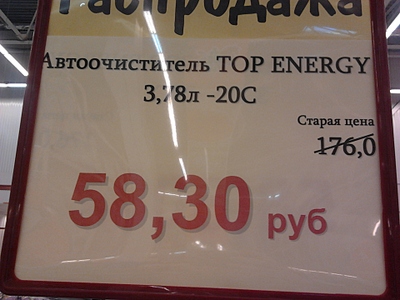 Распродажа
Автоочиститель TOP ENERGY
3,78л -20С
Старая цена
176,0
58,30 руб